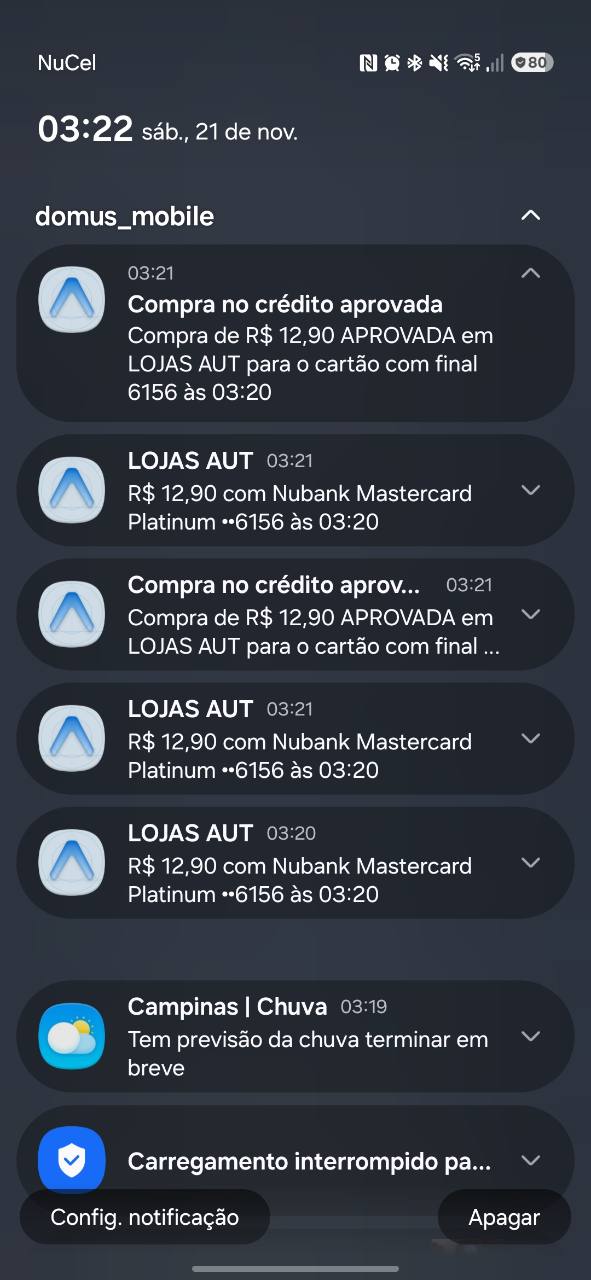 NuCel
5
80
03:22 sáb., 21 de nov.
domus_mobile
03:21
Compra no crédito aprovada
Compra de R$ 12,90 APROVADA em
LOJAS AUT para o cartão com final
6156 às 03:20
LOJAS AUT 03:21
R$ 12,90 com Nubank Mastercard
Platinum ••6156 às 03:20
Compra no crédito aprov... 03:21
Compra de R$ 12,90 APROVADA em
LOJAS AUT para o cartão com final ...
LOJAS AUT 03:21
R$ 12,90 com Nubank Mastercard
Platinum ••6156 às 03:20
LOJAS AUT 03:20
R$ 12,90 com Nubank Mastercard
Platinum ••6156 às 03:20
Campinas | Chuva 03:19
Tem previsão da chuva terminar em
breve
Carregamento interrompido pa...
Config. notificação
Apagar